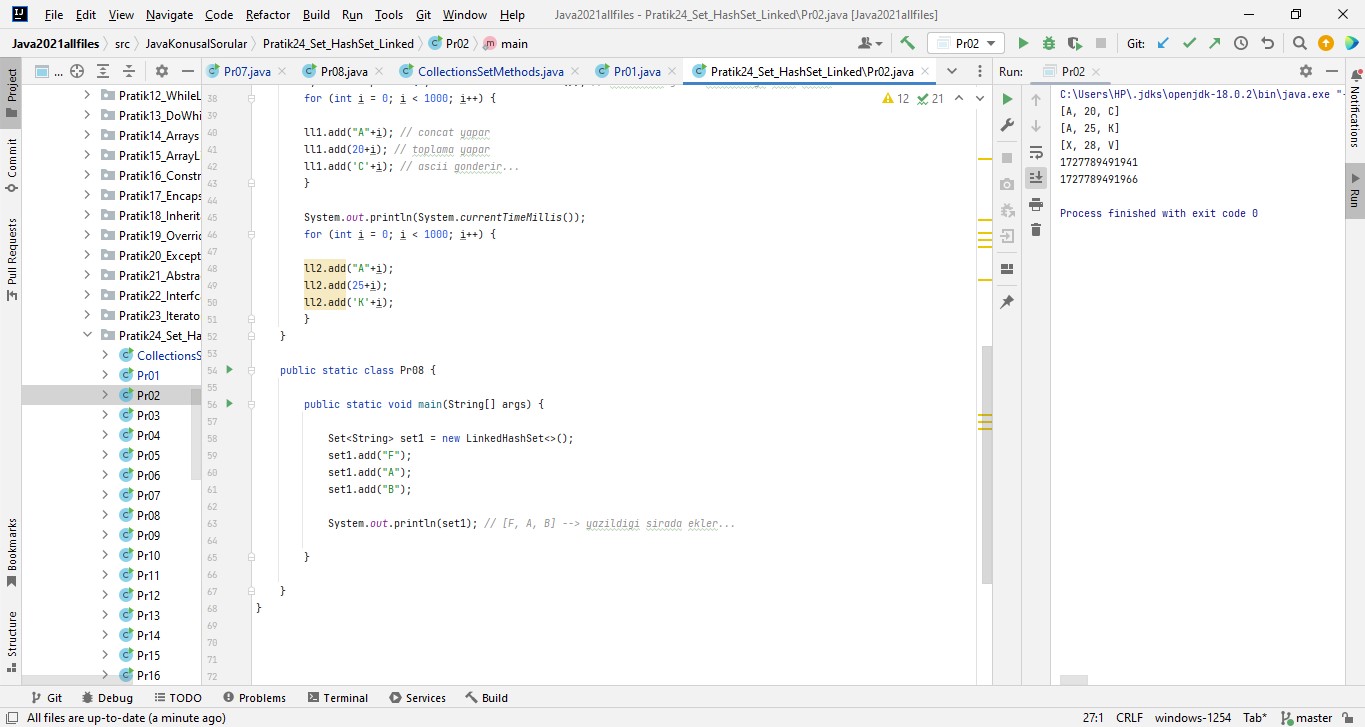 File Edit View Navigate Code Refactor Build Run Tools Git Window Help Java2021allfiles - Pratik24_Set_HashSet_Linked\Pr02.java [Java2021allfiles]
Java2021allfiles src JavaKonusalSorular Pratik24_Set_HashSet_Linked Pr02 main Pr02 Git:
... Pr07.java Pr08.java CollectionsSetMethods.java Pr01.java Pratik24_Set_HashSet_Linked\Pr02.java Run: Pr02
Project
Commit
Pull Requests
Bookmarks
Structure
Pratik12_WhileL
Pratik13_DoWhi
Pratik14_Arrays
Pratik15_ArrayL
Pratik16_Constr
Pratik17_Encaps
Pratik18_Inherit
Pratik19_Overric
Pratik20_Except
Pratik21_Abstra
Pratik22_Interfc
Pratik23_Iterato
Pratik24_Set_Ha
CollectionsS
Pr01
Pr02
Pr03
Pr04
Pr05
Pr06
Pr07
Pr08
Pr09
Pr10
Pr11
Pr12
Pr13
Pr14
Pr15
Pr16
12 21
38 for (int i = 0; i < 1000; i++) {
39
40 ll1.add("A"+i); // concat yapar
41 ll1.add(20+i); // toplama yapar
42 ll1.add('C'+i); // ascii gonderir...
43 }
44
45 System.out.println(System.currentTimeMillis());
46 for (int i = 0; i < 1000; i++) {
47
48 ll2.add("A"+i);
49 ll2.add(25+i);
50 ll2.add('K'+i);
51 }
52 }
53
54 public static class Pr08 {
55
56 public static void main(String[] args) {
57
58 Set<String> set1 = new LinkedHashSet<>();
59 set1.add("F");
60 set1.add("A");
61 set1.add("B");
62
63 System.out.println(set1); // [F, A, B] --> yazildigi sirada ekler...
64
65 }
66
67 }
68 }
69
70
71
72
C:\Users\HP\.jdks\openjdk-18.0.2\bin\java.exe "
[A, 20, C]
[A, 25, K]
[X, 28, V]
1727789491941
1727789491966
Process finished with exit code 0
Notifications
Run
Git Debug TODO Problems Terminal Services Build
All files are up-to-date (a minute ago) 27:1 CRLF windows-1254 Tab* master